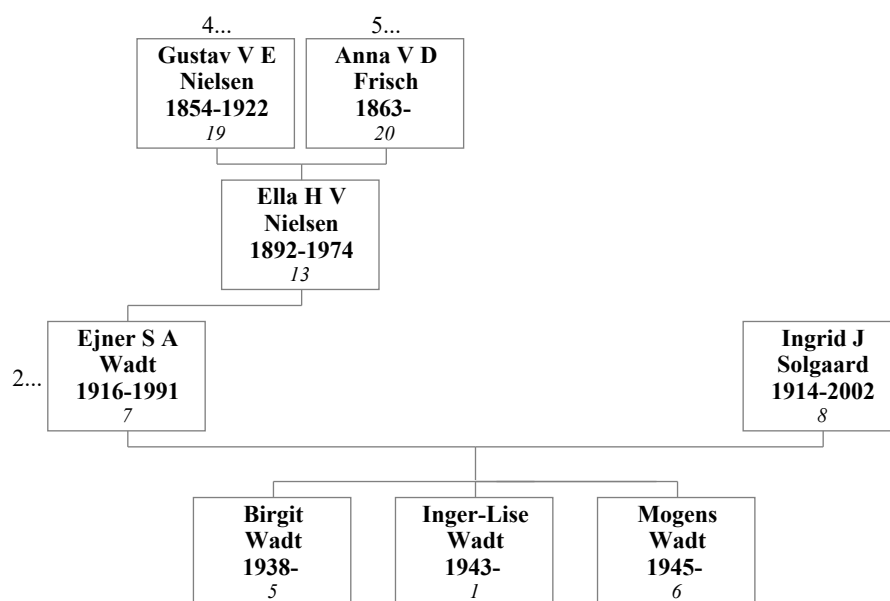 4...
5...
Gustav V E
Nielsen
1854-1922
19
Anna V D
Frisch
1863-
20
Ella H V
Nielsen
1892-1974
13
2...
Ejner S A
Wadt
1916-1991
7
Ingrid J
Solgaard
1914-2002
8
Birgit
Wadt
1938-
5
Inger-Lise
Wadt
1943-
1
Mogens
Wadt
1945-
6